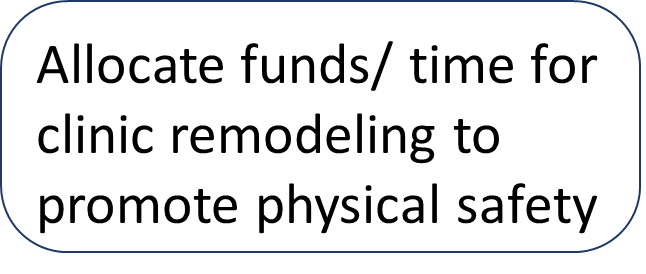 Allocate funds/ time for
clinic remodeling to
promote physical safety